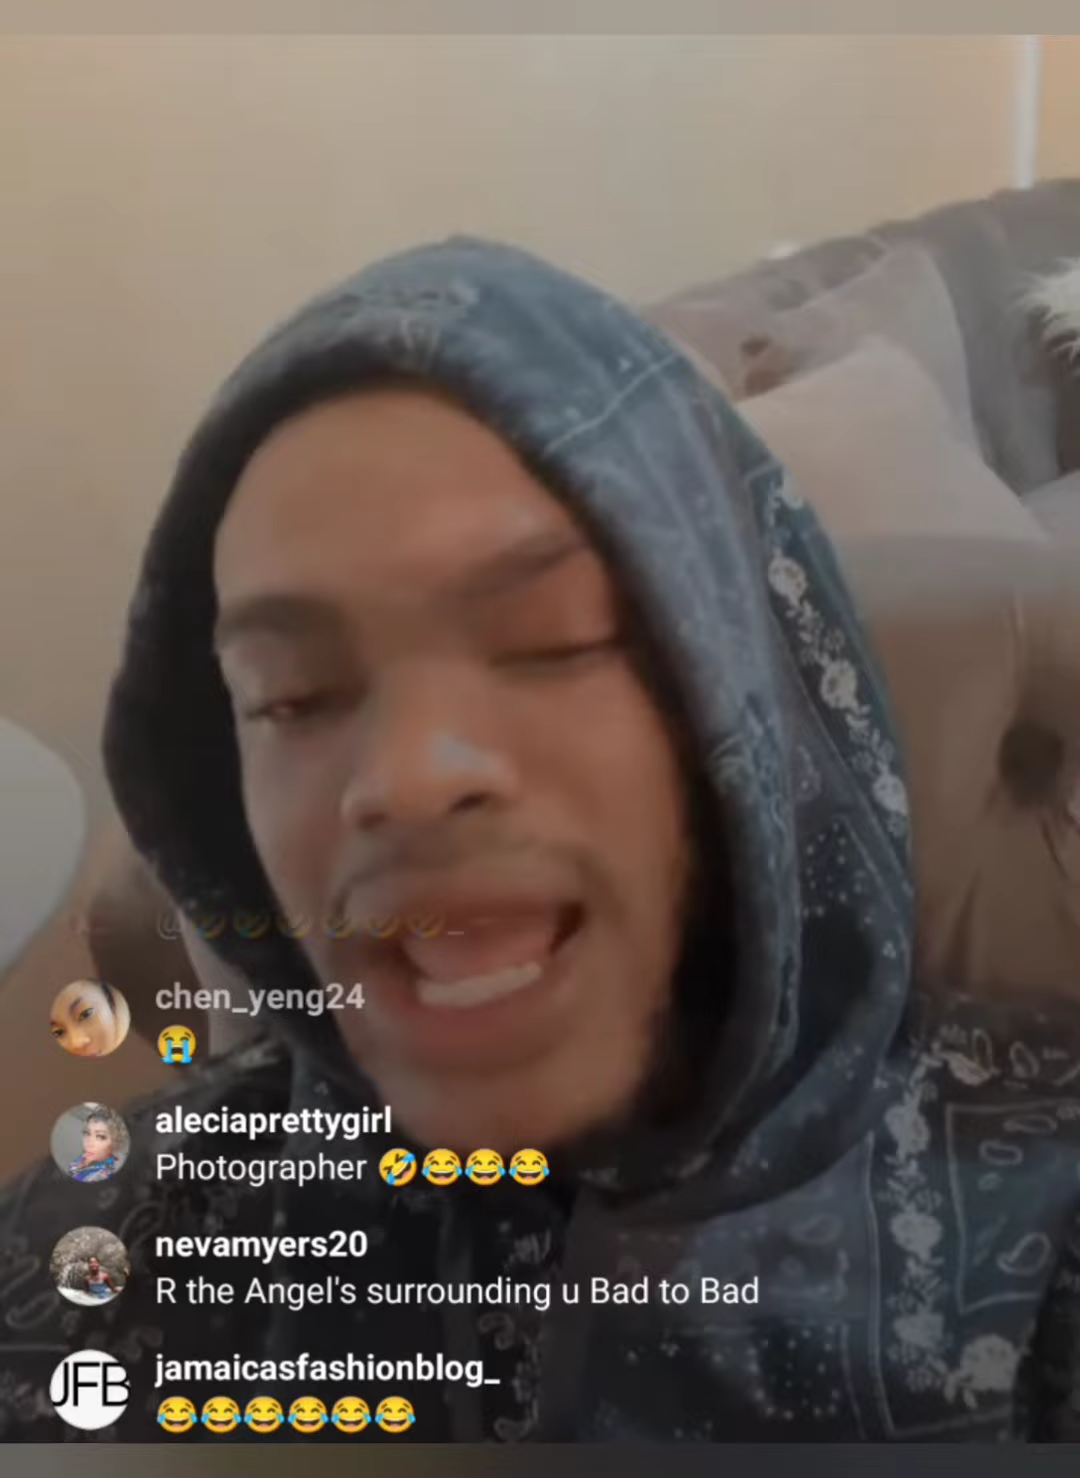 @🤣🤣🤣🤣🤣🤣_
chen_yeng24
😭
aleciaprettygirl
Photographer 🤣😂😂😂
nevamyers20
R the Angel's surrounding u Bad to Bad
JFB
jamaicasfashionblog_
😂😂😂😂😂😂